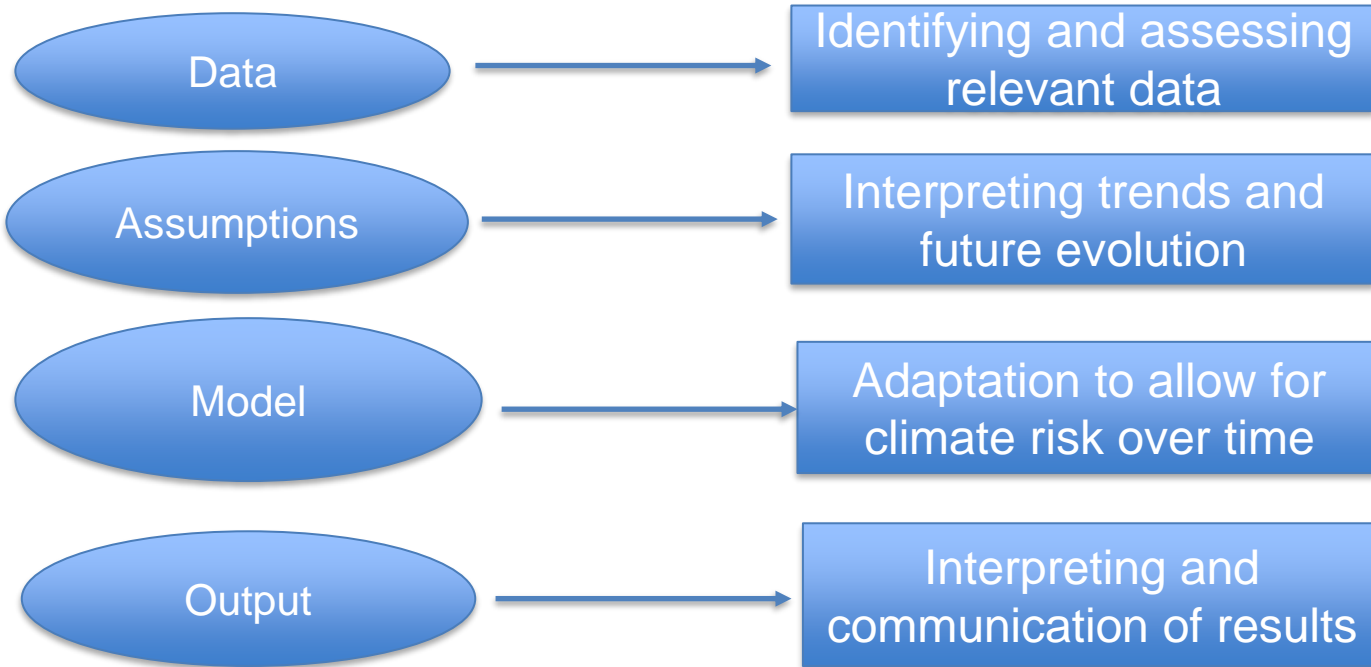 Data
Identifying and assessing
relevant data
Assumptions
Interpreting trends and
future evolution
Model
Adaptation to allow for
climate risk over time
Output
Interpreting and
communication of results